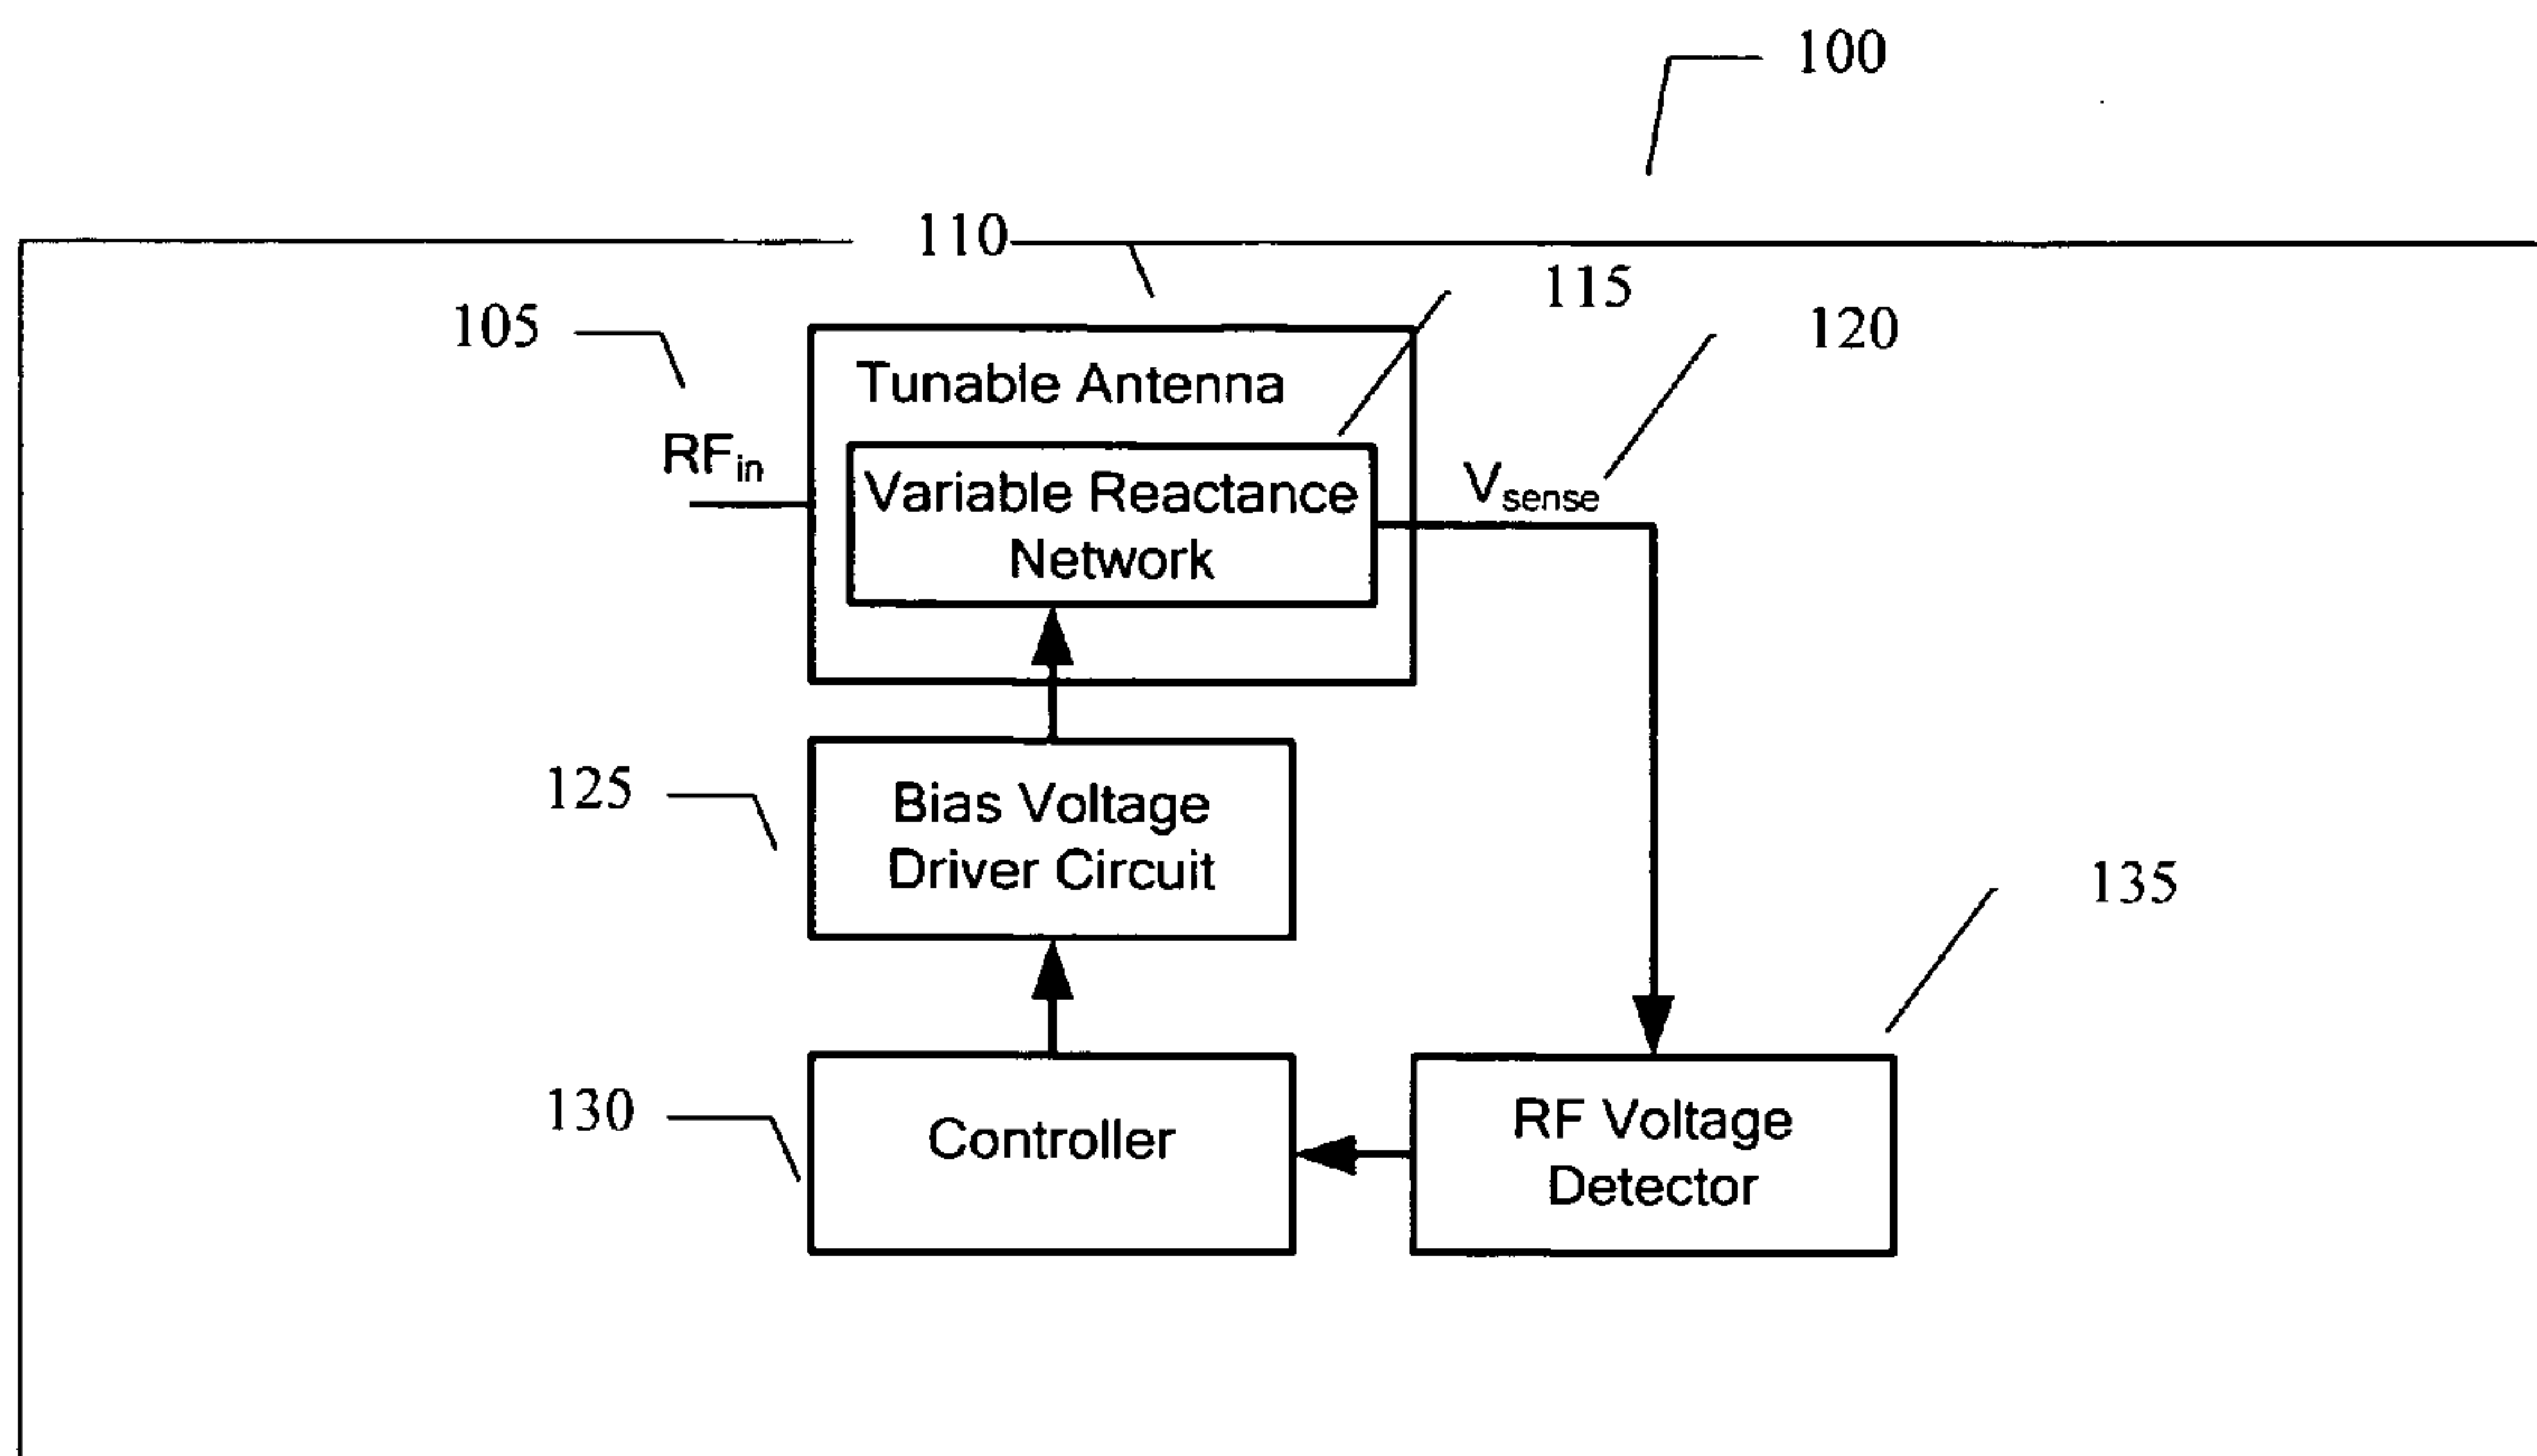 100
110
115
105
120
Tunable Antenna
RFin
Variable Reactance
Network
Vsense
125
Bias Voltage
Driver Circuit
135
130
Controller
RF Voltage
Detector